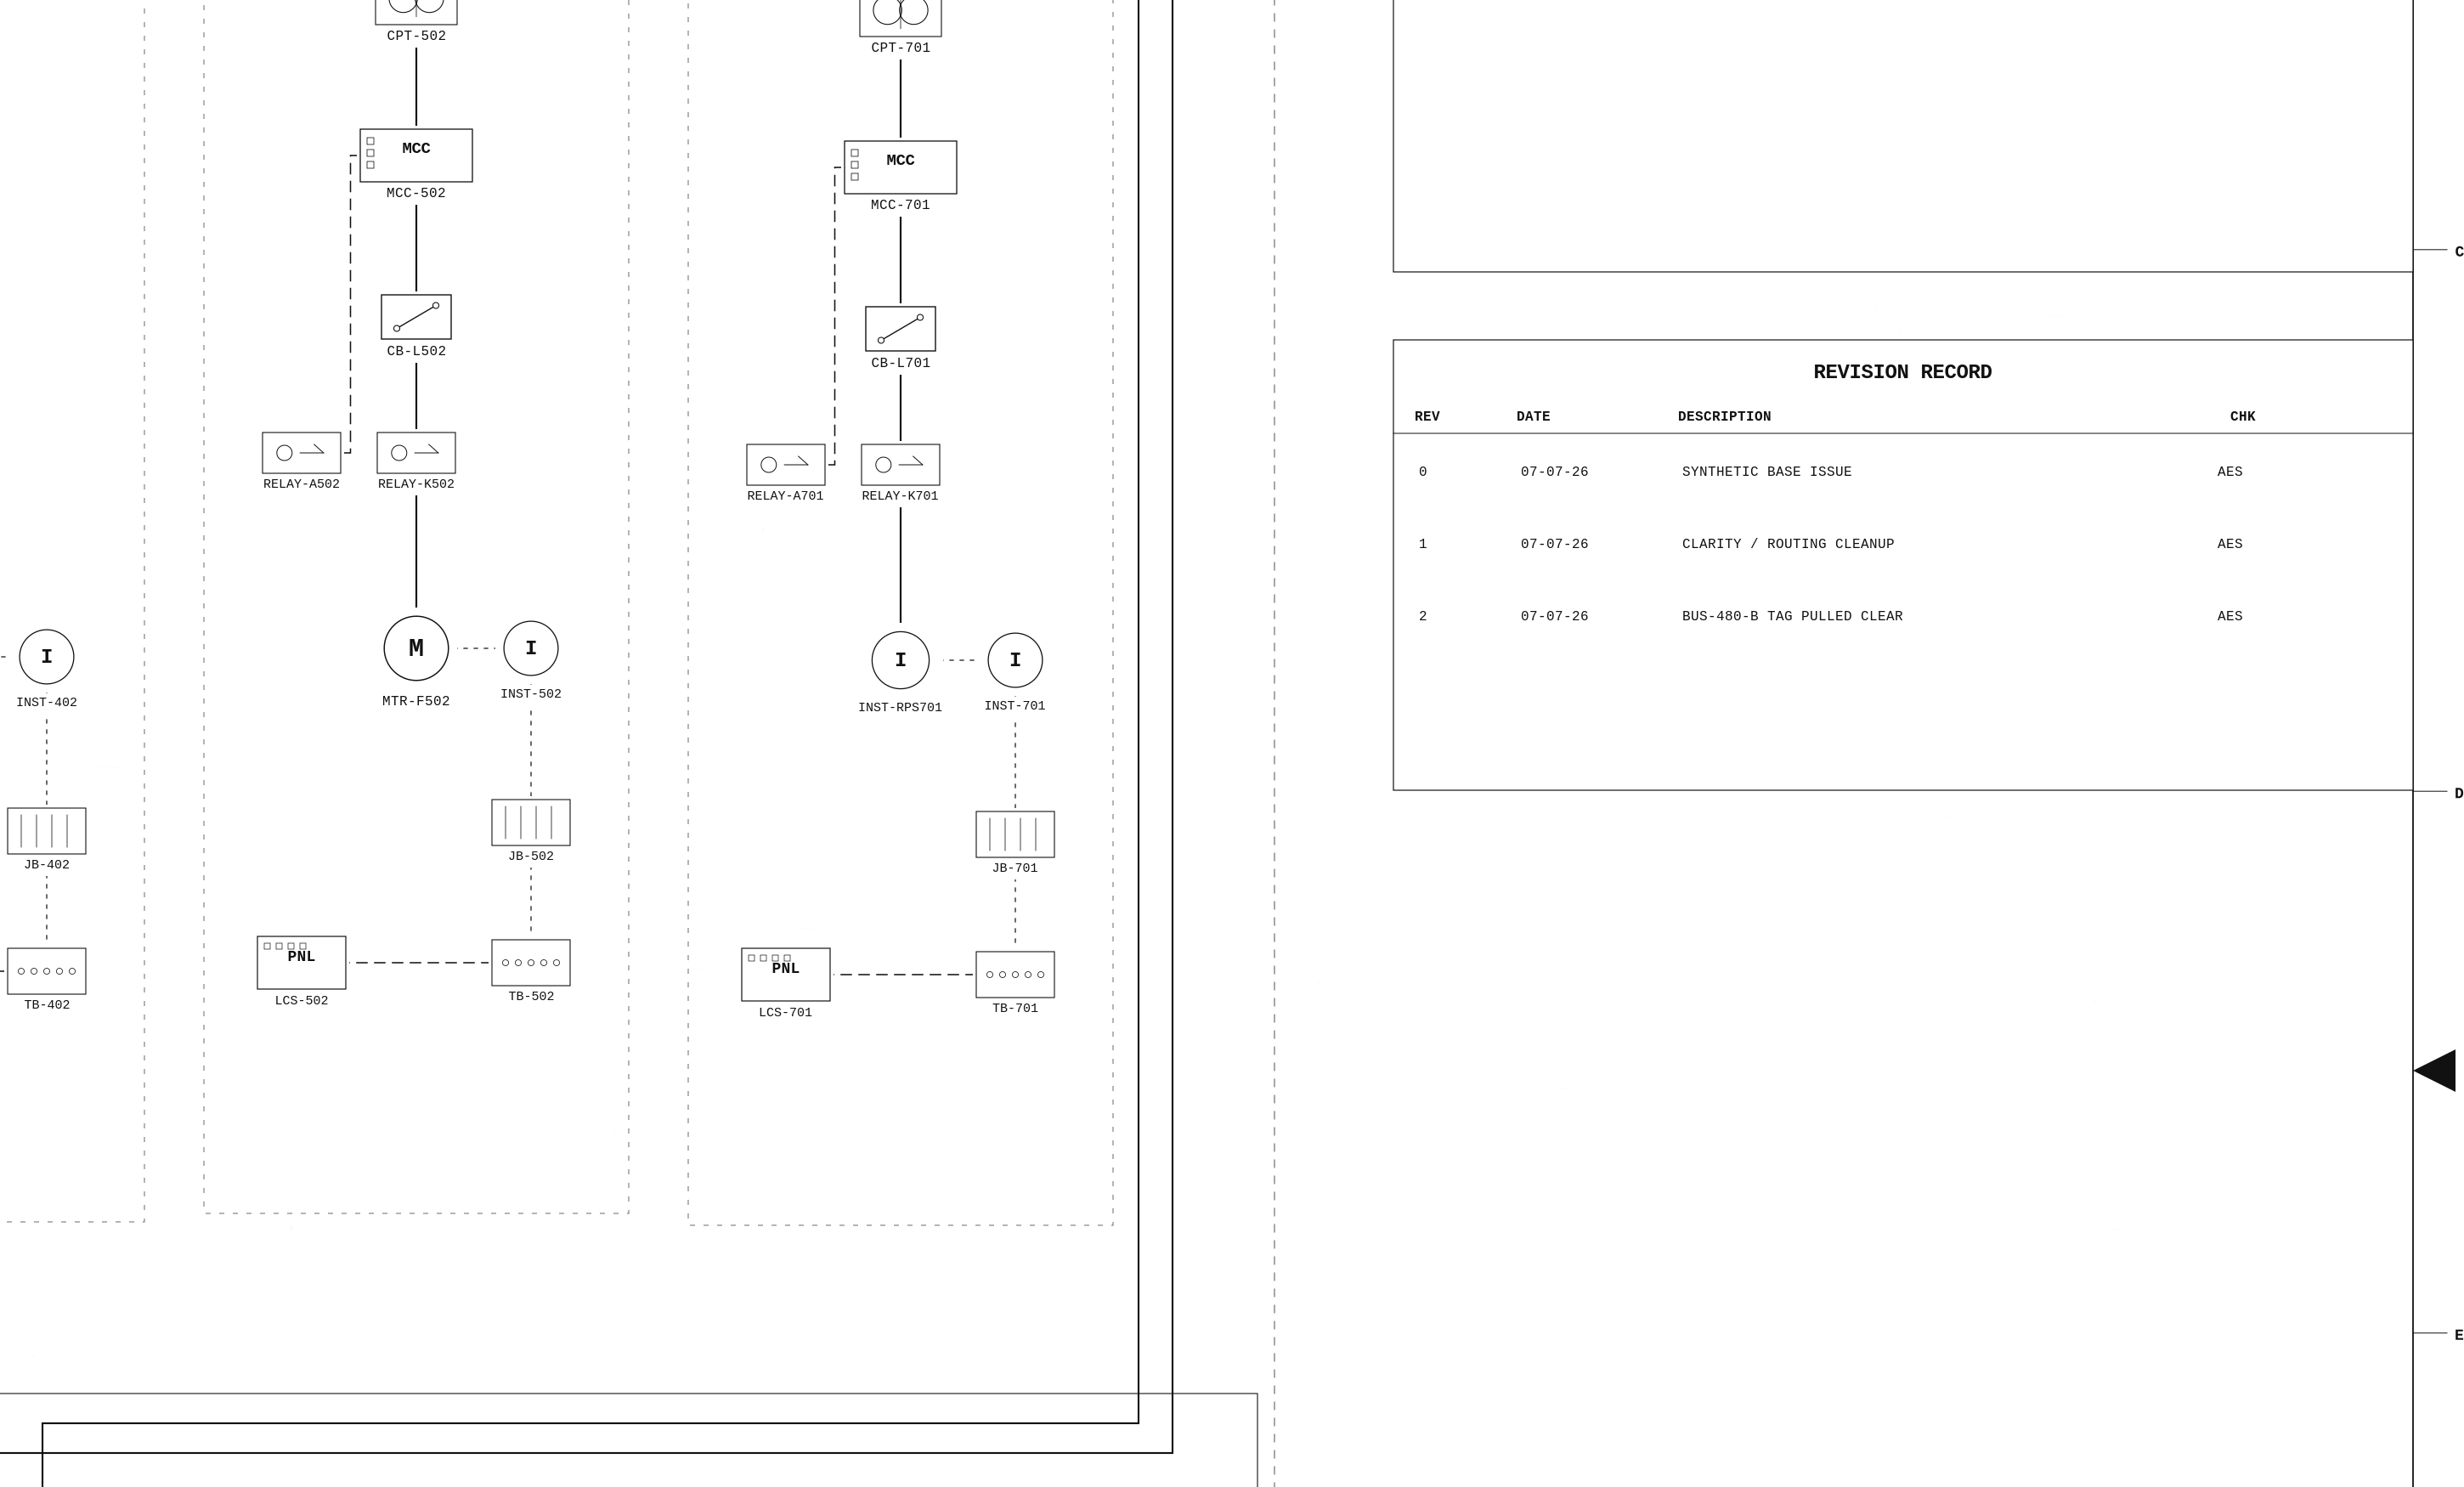 CPT-502
CPT-701
MCC
MCC-502
MCC
MCC-701
C
CB-L502
CB-L701
REVISION RECORD
REV DATE DESCRIPTION CHK
0 07-07-26 SYNTHETIC BASE ISSUE AES
1 07-07-26 CLARITY / ROUTING CLEANUP AES
2 07-07-26 BUS-480-B TAG PULLED CLEAR AES
RELAY-A502 RELAY-K502
RELAY-A701 RELAY-K701
I
INST-402
M
MTR-F502
I
INST-502
I
INST-RPS701
I
INST-701
D
JB-402
JB-502
JB-701
TB-402
PNL
LCS-502
TB-502
PNL
LCS-701
TB-701
E